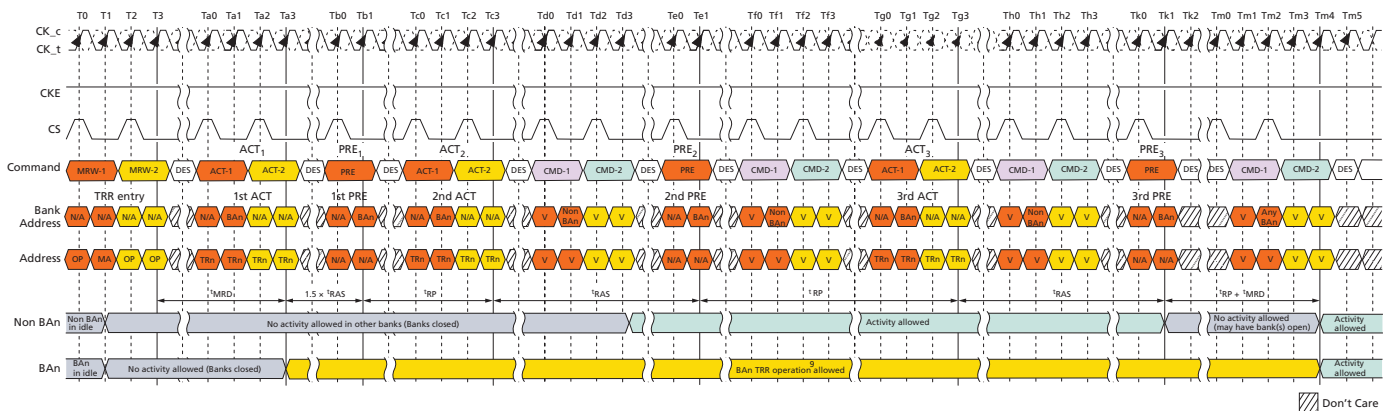 T0 T1 T2 T3 Ta0 Ta1 Ta2 Ta3 Tb0 Tb1 Tc0 Tc1 Tc2 Tc3 Td0 Td1 Td2 Td3 Te0 Te1 Tf0 Tf1 Tf2 Tf3 Tg0 Tg1 Tg2 Tg3 Th0 Th1 Th2 Th3 Tk0 Tk1 Tk2 Tm0 Tm1 Tm2 Tm3 Tm4 Tm5
CK_c
CK_t
CKE
CS
ACT1 PRE1 ACT2. PRE2 ACT3. PRE3
Command MRW-1 MRW-2 DES ACT-1 ACT-2 DES PRE DES ACT-1 ACT-2 DES CMD-1 CMD-2 DES PRE DES CMD-1 CMD-2 DES ACT-1 ACT-2 DES CMD-1 CMD-2 DES PRE DES DES CMD-1 CMD-2 DES
TRR entry 1st ACT 1st PRE 2nd ACT 2nd PRE 3rd ACT 3rd PRE
Bank Address N/A N/A N/A N/A N/A BAn N/A N/A N/A BAn N/A BAn N/A N/A V Non BAn V V N/A BAn V Non BAn V V N/A BAn N/A N/A V Non BAn V V N/A BAn V Any BAn V V
Address OP MA OP OP TRn TRn TRn TRn N/A N/A TRn TRn TRn TRn V V V V N/A N/A V V V V TRn TRn TRn TRn V V V V N/A N/A V V V V
tMRD 1.5 × tRAS tRP tRAS tRP tRAS tRP + tMRD
Non BAn Non BAn in idle No activity allowed in other banks (Banks closed) Activity allowed No activity allowed (may have bank(s) open) Activity allowed
BAn BAn in idle No activity allowed (Banks closed) BAn TRR operation allowed 9 Activity allowed
Don't Care